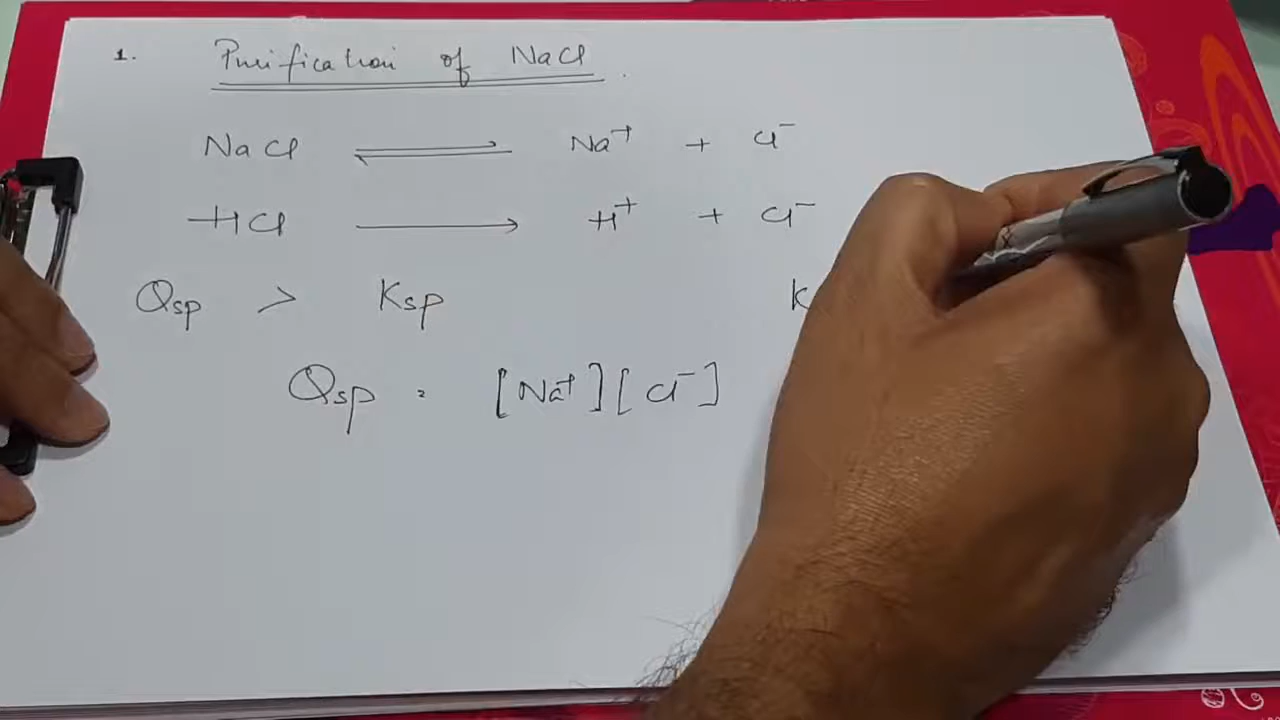 1. Purification of NaCl.
NaCl ⇌ Na⁺ + Cl⁻
HCl ⟶ H⁺ + Cl⁻
Qsp > Ksp K
Qsp = [Na⁺][Cl⁻]